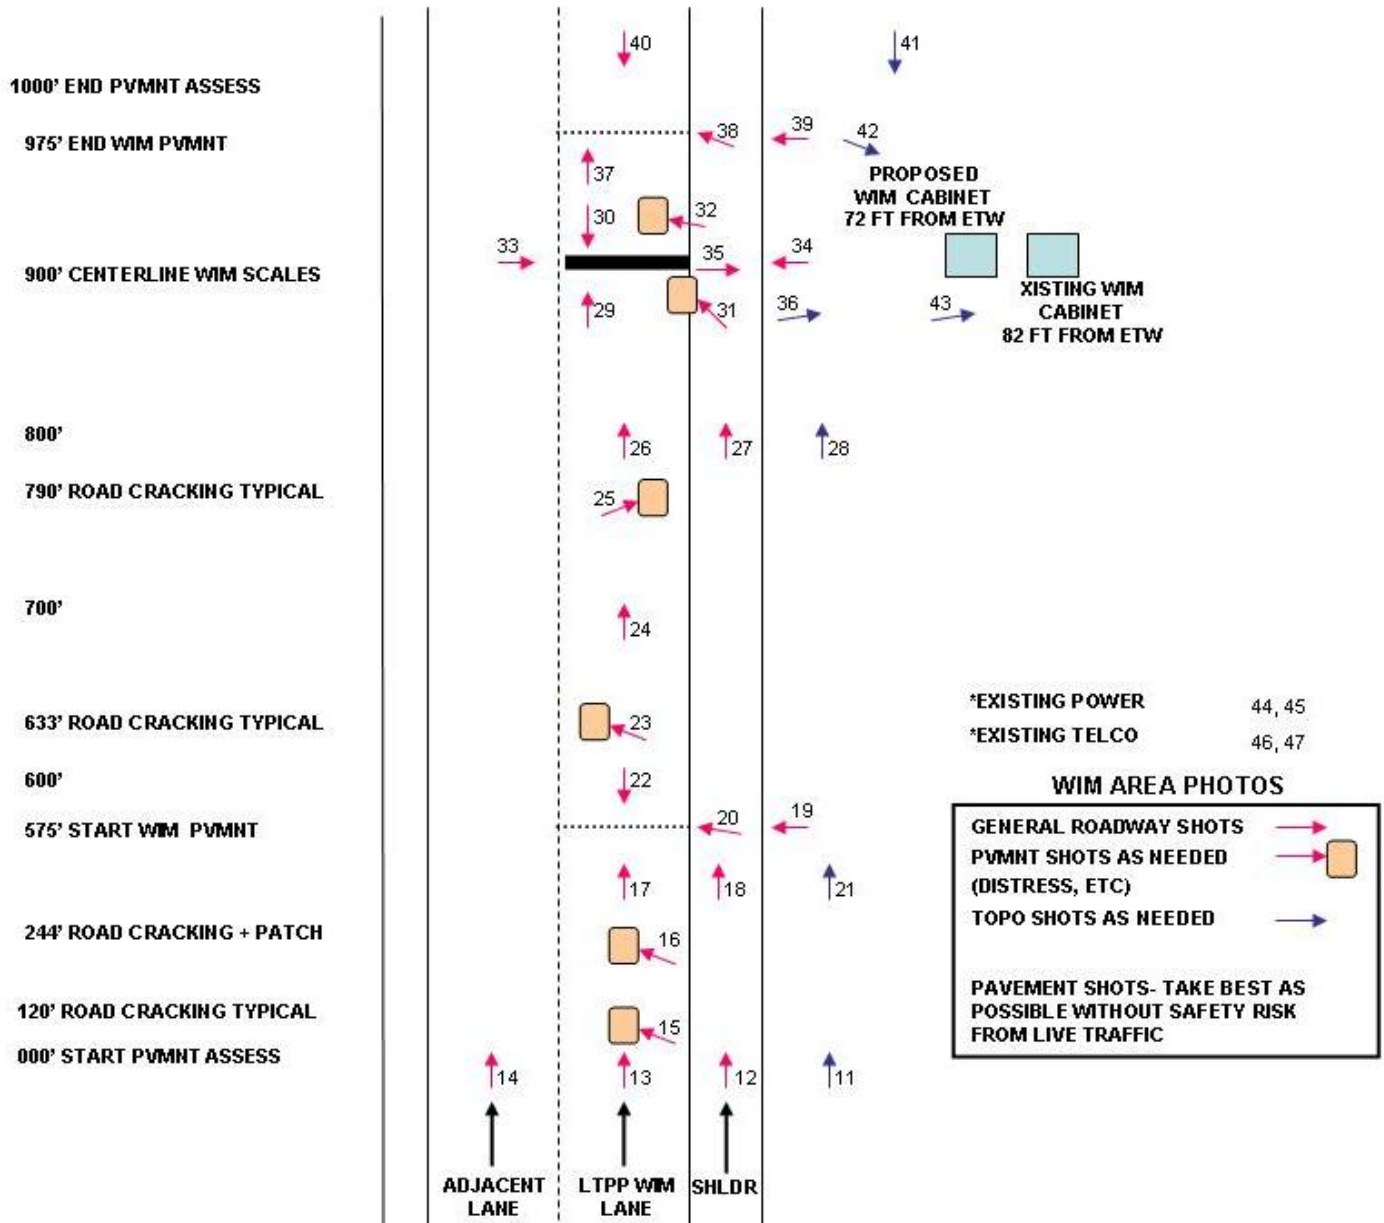 40
41
1000' END PVMNT ASSESS
975' END WIM PVMNT
38
39
42
37
PROPOSED
WIM CABINET
72 FT FROM ETW
30
32
33
35
34
900' CENTERLINE WIM SCALES
29
31
36
43
XISTING WIM
CABINET
82 FT FROM ETW
800'
26
27
28
790' ROAD CRACKING TYPICAL
25
700'
24
*EXISTING POWER 44, 45
*EXISTING TELCO 46, 47
633' ROAD CRACKING TYPICAL
23
600'
22
575' START WIM PVMNT
20
19
17
18
21
244' ROAD CRACKING + PATCH
16
120' ROAD CRACKING TYPICAL
15
000' START PVMNT ASSESS
14
13
12
11
ADJACENT
LANE
LTPP WIM
LANE
SHLDR
WIM AREA PHOTOS
GENERAL ROADWAY SHOTS
PVMNT SHOTS AS NEEDED
(DISTRESS, ETC)
TOPO SHOTS AS NEEDED
PAVEMENT SHOTS- TAKE BEST AS
POSSIBLE WITHOUT SAFETY RISK
FROM LIVE TRAFFIC